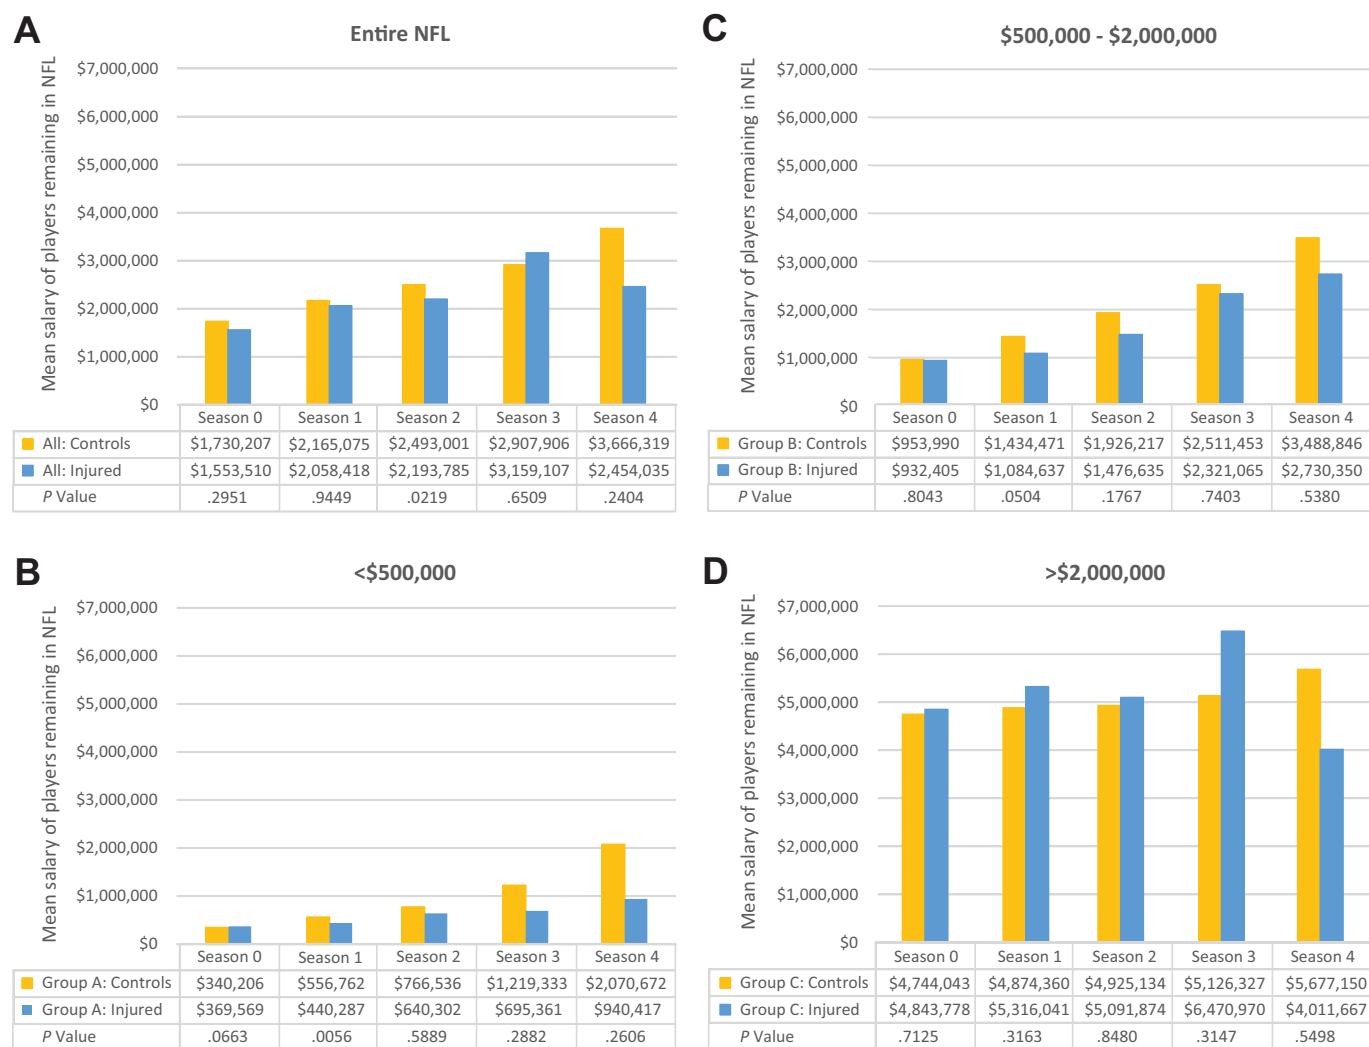 A
Entire NFL
Mean salary of players remaining in NFL
$7,000,000
$6,000,000
$5,000,000
$4,000,000
$3,000,000
$2,000,000
$1,000,000
$0
Season 0 Season 1 Season 2 Season 3 Season 4
All: Controls $1,730,207 $2,165,075 $2,493,001 $2,907,906 $3,666,319
All: Injured $1,553,510 $2,058,418 $2,193,785 $3,159,107 $2,454,035
P Value .2951 .9449 .0219 .6509 .2404
B
<$500,000
Mean salary of players remaining in NFL
$7,000,000
$6,000,000
$5,000,000
$4,000,000
$3,000,000
$2,000,000
$1,000,000
$0
Season 0 Season 1 Season 2 Season 3 Season 4
Group A: Controls $340,206 $556,762 $766,536 $1,219,333 $2,070,672
Group A: Injured $369,569 $440,287 $640,302 $695,361 $940,417
P Value .0663 .0056 .5889 .2882 .2606
C
$500,000 - $2,000,000
Mean salary of players remaining in NFL
$7,000,000
$6,000,000
$5,000,000
$4,000,000
$3,000,000
$2,000,000
$1,000,000
$0
Season 0 Season 1 Season 2 Season 3 Season 4
Group B: Controls $953,990 $1,434,471 $1,926,217 $2,511,453 $3,488,846
Group B: Injured $932,405 $1,084,637 $1,476,635 $2,321,065 $2,730,350
P Value .8043 .0504 .1767 .7403 .5380
D
>$2,000,000
Mean salary of players remaining in NFL
$7,000,000
$6,000,000
$5,000,000
$4,000,000
$3,000,000
$2,000,000
$1,000,000
$0
Season 0 Season 1 Season 2 Season 3 Season 4
Group C: Controls $4,744,043 $4,874,360 $4,925,134 $5,126,327 $5,677,150
Group C: Injured $4,843,778 $5,316,041 $5,091,874 $6,470,970 $4,011,667
P Value .7125 .3163 .8480 .3147 .5498